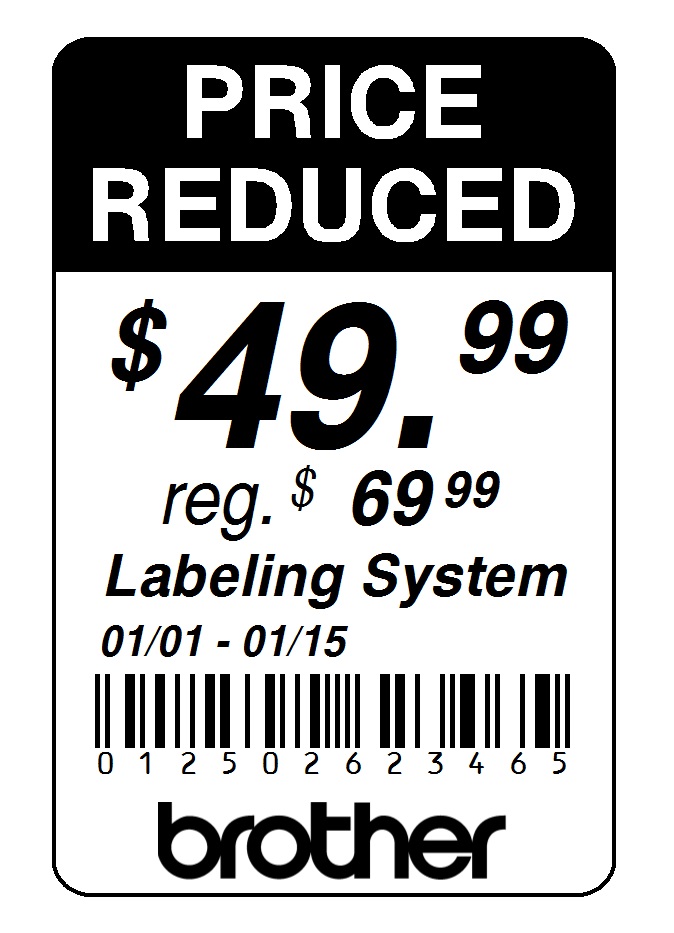 PRICE
REDUCED
$49.99
reg. $ 69 99
Labeling System
01/01 - 01/15
0 1 2 5 0 2 6 2 3 4 6 5
brother